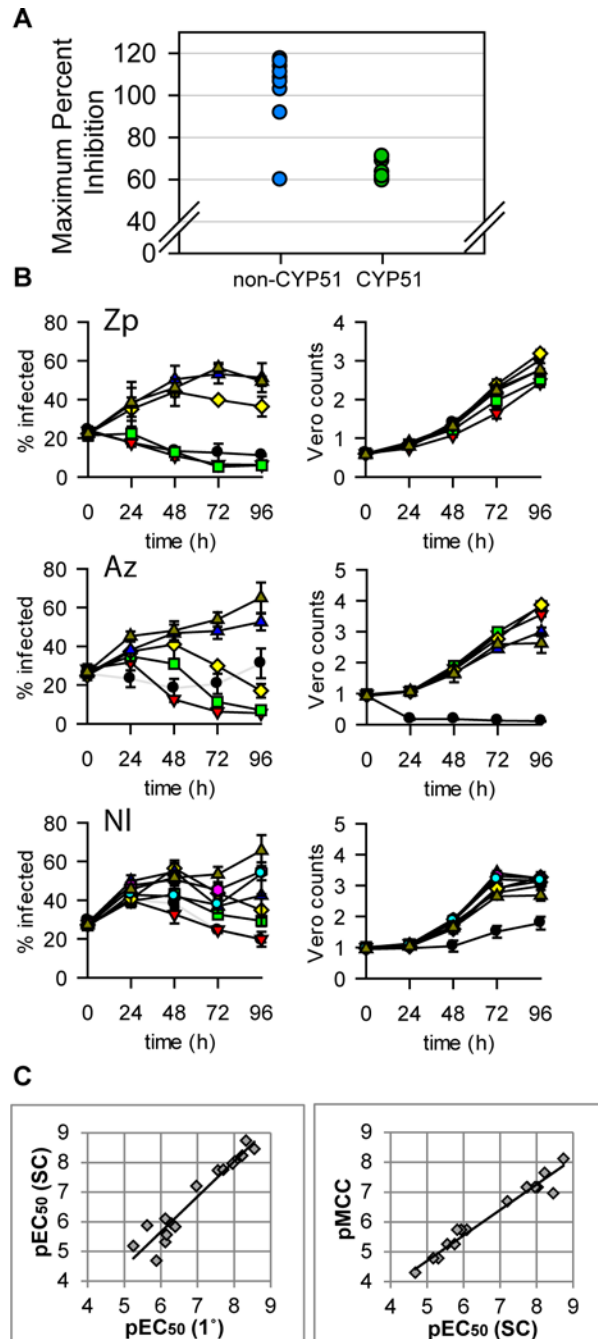 A
Maximum Percent
Inhibition
120
100
80
60
40
0
non-CYP51 CYP51
B
Zp
% infected
80
60
40
20
0
0 24 48 72 96
time (h)
Vero counts
4
3
2
1
0
0 24 48 72 96
time (h)
Az
% infected
80
60
40
20
0
0 24 48 72 96
time (h)
Vero counts
5
4
3
2
1
0
0 24 48 72 96
time (h)
NI
% infected
80
60
40
20
0
0 24 48 72 96
time (h)
Vero counts
5
4
3
2
1
0
0 24 48 72 96
time (h)
C
pEC50 (SC)
9
8
7
6
5
4
4 5 6 7 8 9
pEC50 (1°)
pMCC
9
8
7
6
5
4
4 5 6 7 8 9
pEC50 (SC)